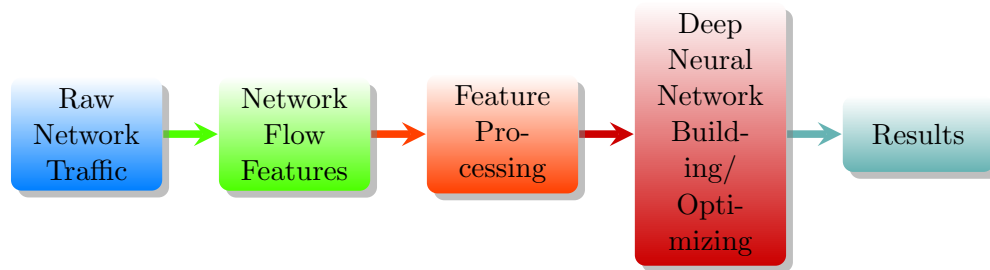 Raw
Network
Traffic
Network
Flow
Features
Feature
Pro-
cessing
Deep
Neural
Network
Build-
ing/
Opti-
mizing
Results